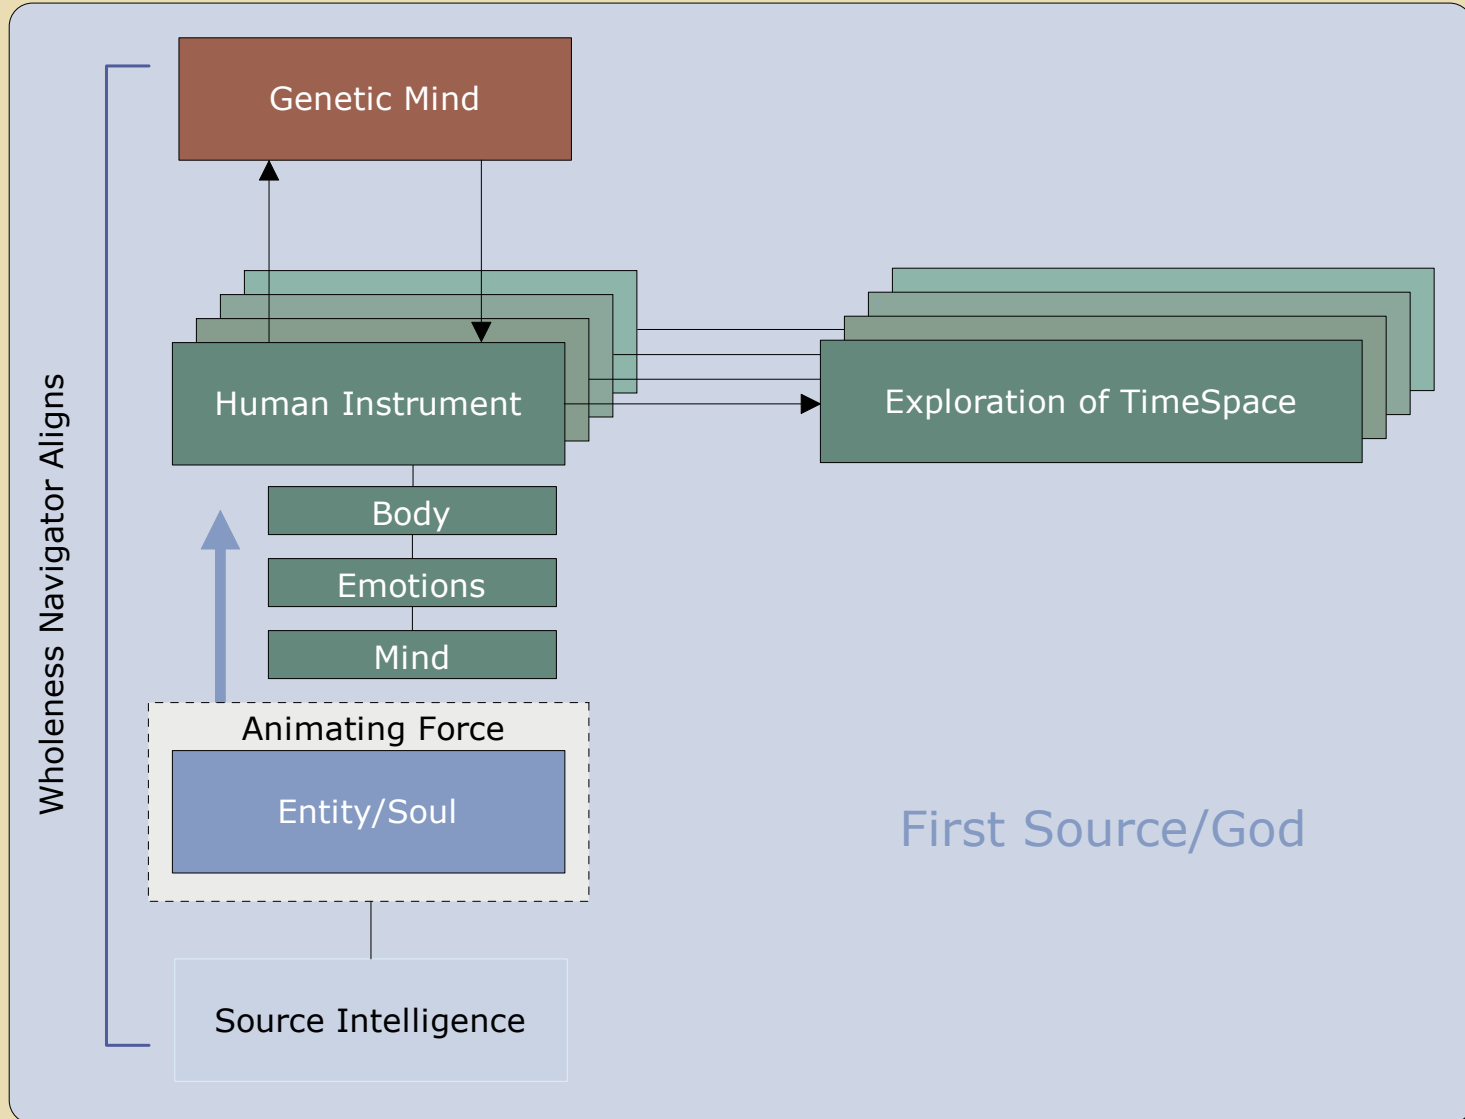 Genetic Mind
Wholeness Navigator Aligns
Human Instrument
Exploration of TimeSpace
Body
Emotions
Mind
Animating Force
Entity/Soul
First Source/God
Source Intelligence